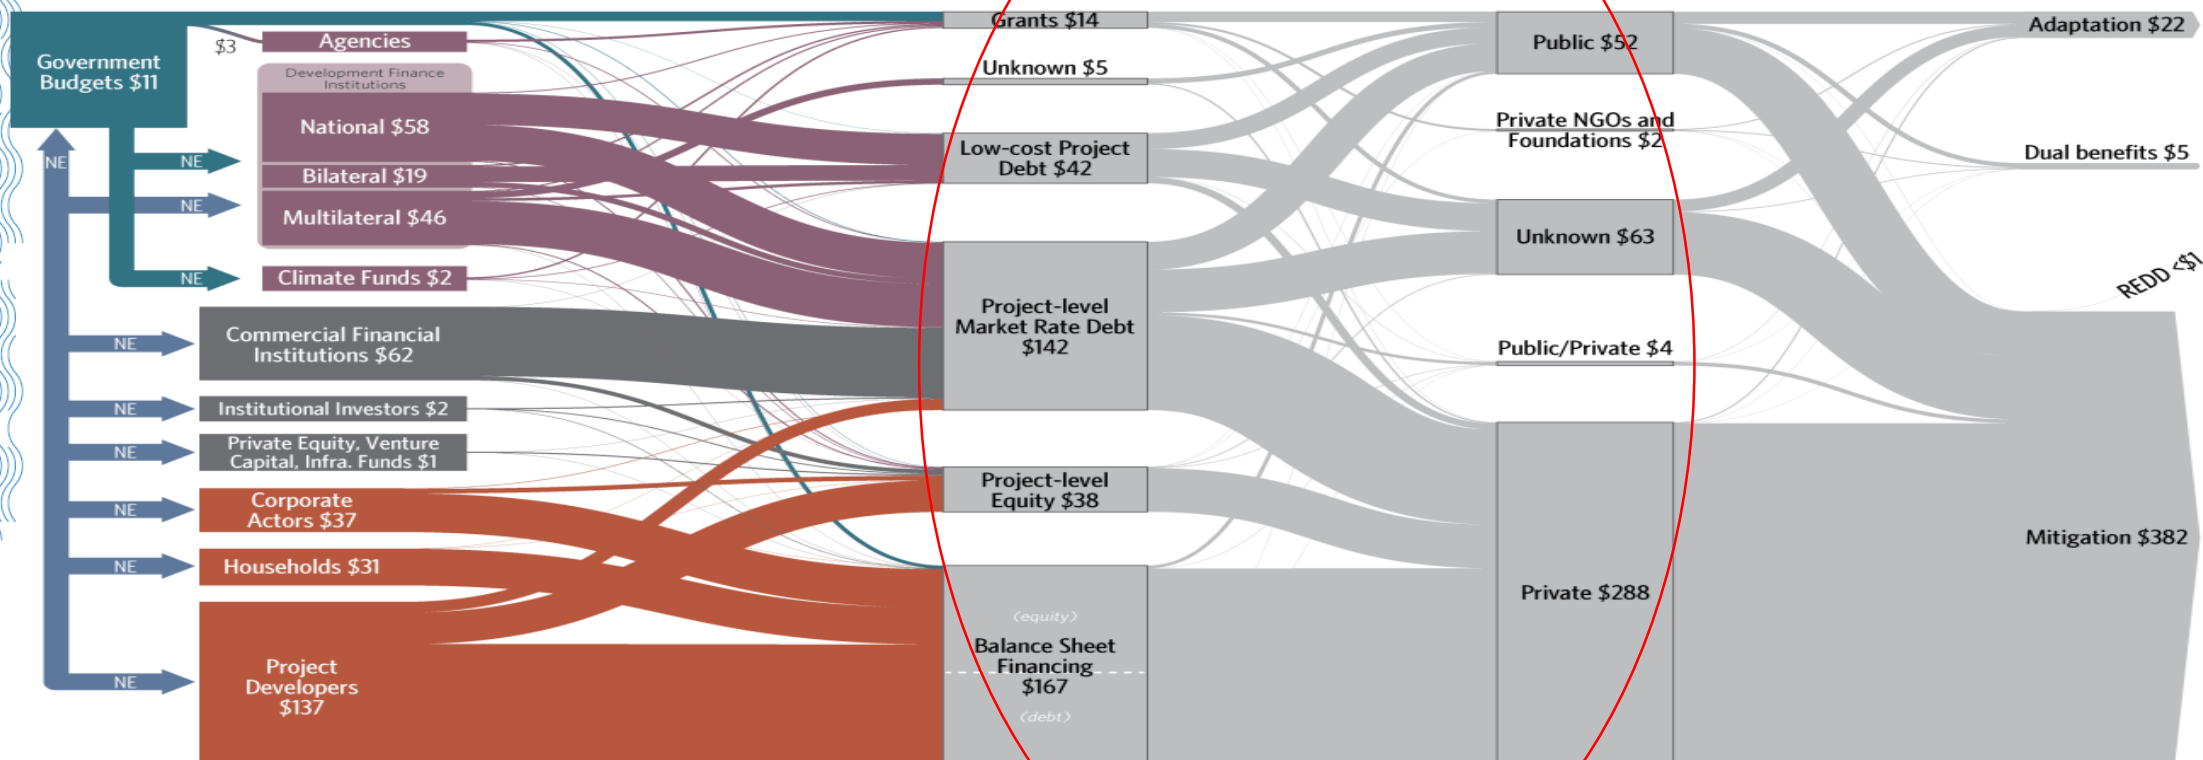 Government
Budgets $11
$3
NE
NE
NE
NE
NE
NE
NE
NE
NE
NE
Agencies
Development Finance
Institutions
National $58
Bilateral $19
Multilateral $46
Climate Funds $2
Commercial Financial
Institutions $62
Institutional Investors $2
Private Equity, Venture
Capital, Infra. Funds $1
Corporate
Actors $37
Households $31
Project
Developers
$137
Grants $14
Unknown $5
Low-cost Project
Debt $42
Project-level
Market Rate Debt
$142
Project-level
Equity $38
(equity)
Balance Sheet
Financing
$167
(debt)
Public $52
Private NGOs and
Foundations $2
Unknown $63
Public/Private $4
Private $288
Adaptation $22
Dual benefits $5
REDD <$1
Mitigation $382